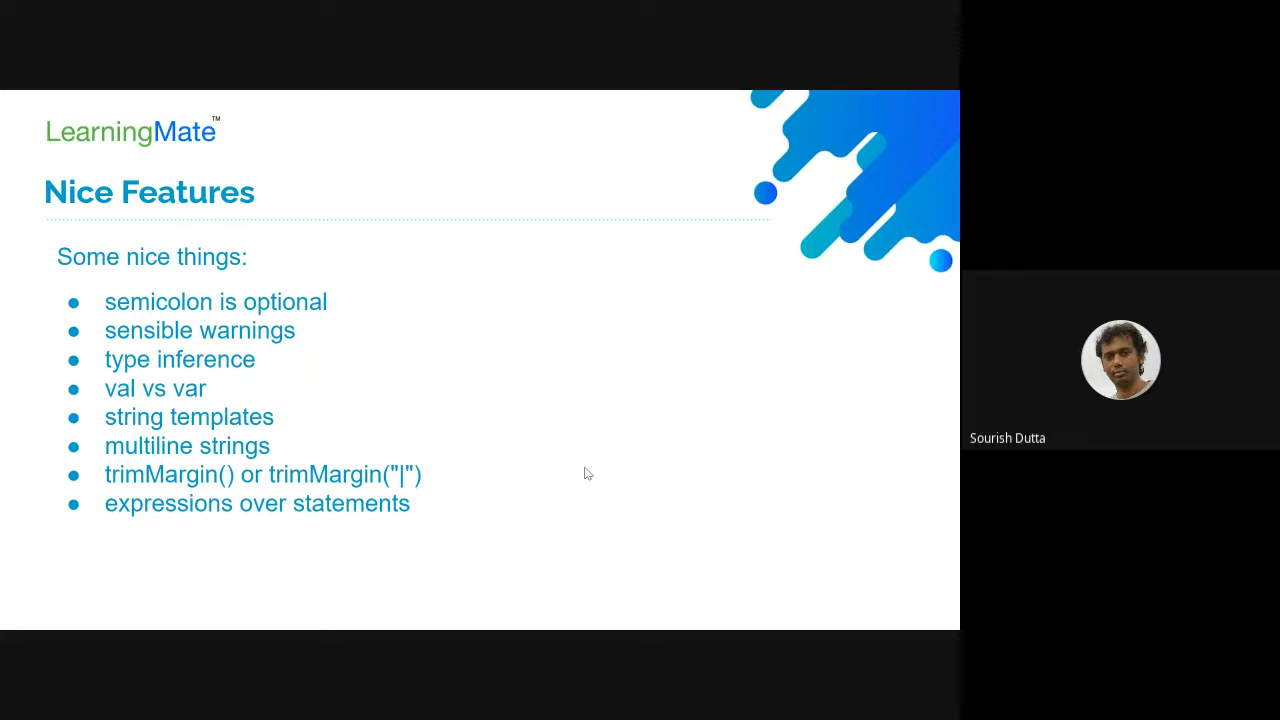 LearningMate™
Nice Features
Some nice things:
● semicolon is optional
● sensible warnings
● type inference
● val vs var
● string templates
● multiline strings
● trimMargin() or trimMargin("|")
● expressions over statements
Sourish Dutta